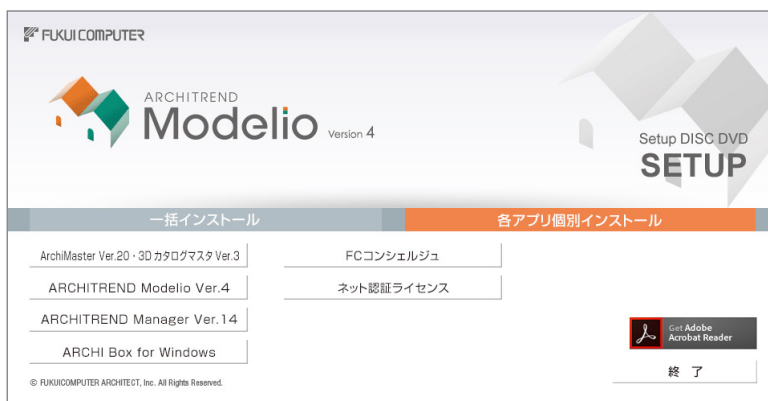 FUKUI COMPUTER
ARCHITREND
Modelio Version 4
Setup DISC DVD
SETUP
一括インストール
各アプリ個別インストール
ArchiMaster Ver.20・3Dカタログマスタ Ver.3
FCコンシェルジュ
ARCHITREND Modelio Ver.4
ネット認証ライセンス
ARCHITREND Manager Ver.14
ARCHI Box for Windows
Get Adobe
Acrobat Reader
終 了
© FUKUICOMPUTER ARCHITECT, Inc. All Rights Reserved.